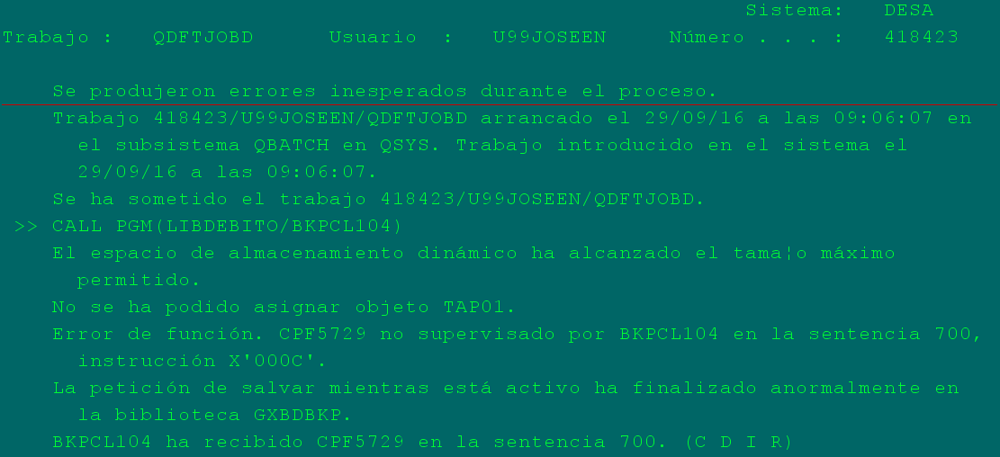 Sistema: DESA
Trabajo : QDFTJOBD Usuario : U99JOSEEN Número . . . : 418423
Se produjeron errores inesperados durante el proceso.
Trabajo 418423/U99JOSEEN/QDFTJOBD arrancado el 29/09/16 a las 09:06:07 en
el subsistema QBATCH en QSYS. Trabajo introducido en el sistema el
29/09/16 a las 09:06:07.
Se ha sometido el trabajo 418423/U99JOSEEN/QDFTJOBD.
>> CALL PGM(LIBDEBITO/BKPCL104)
El espacio de almacenamiento dinámico ha alcanzado el tama¦o máximo
permitido.
No se ha podido asignar objeto TAP01.
Error de función. CPF5729 no supervisado por BKPCL104 en la sentencia 700,
instrucción X'000C'.
La petición de salvar mientras está activo ha finalizado anormalmente en
la biblioteca GXBDBKP.
BKPCL104 ha recibido CPF5729 en la sentencia 700. (C D I R)